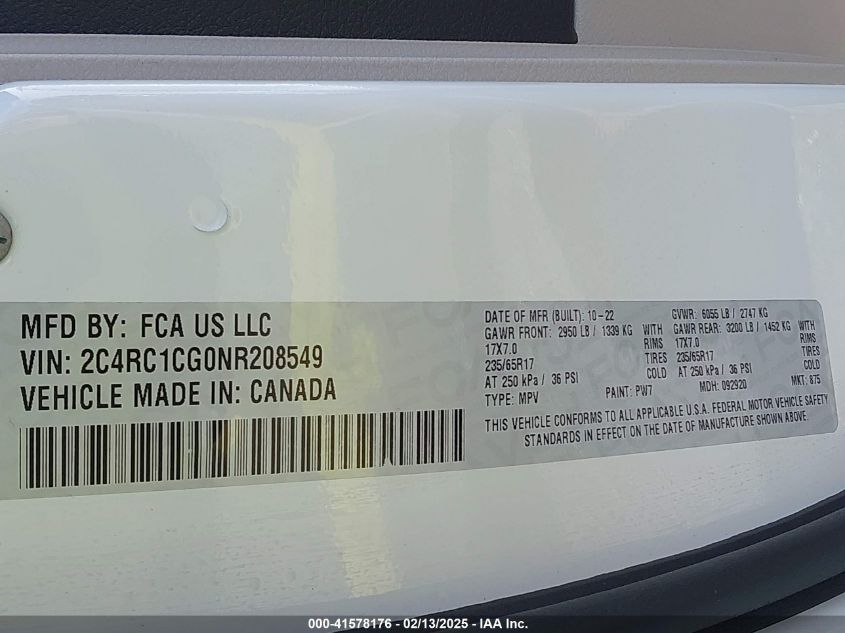 MFD BY: FCA US LLC
VIN: 2C4RC1CG0NR208549
VEHICLE MADE IN: CANADA
DATE OF MFR (BUILT): 10-22 GVWR: 6055 LB / 2747 KG
GAWR FRONT: 2950 LB / 1339 KG WITH GAWR REAR: 3200 LB / 1452 KG WITH
17X7.0 RIMS 17X7.0 RIMS
235/65R17 TIRES 235/65R17 TIRES
AT 250 kPa / 36 PSI COLD AT 250 kPa / 36 PSI COLD
TYPE: MPV PAINT: PW7 MDH: 092920 MKT: 875
THIS VEHICLE CONFORMS TO ALL APPLICABLE U.S.A. FEDERAL MOTOR VEHICLE SAFETY
STANDARDS IN EFFECT ON THE DATE OF MANUFACTURE SHOWN ABOVE.
000-41578176 - 02/13/2025 - IAA Inc.